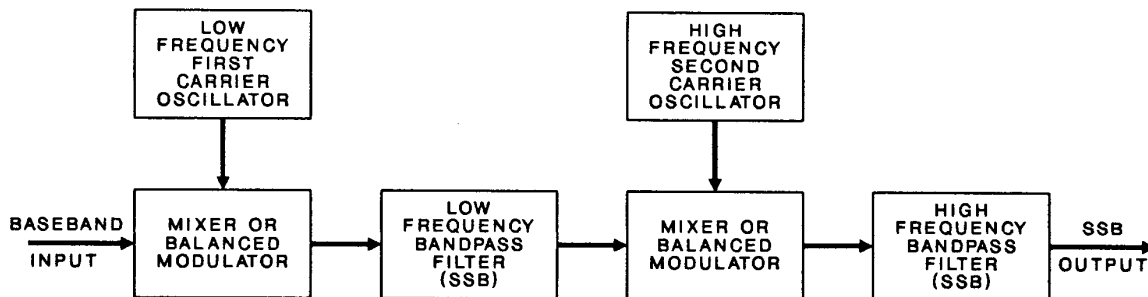 LOW
FREQUENCY
FIRST
CARRIER
OSCILLATOR
HIGH
FREQUENCY
SECOND
CARRIER
OSCILLATOR
BASEBAND
INPUT
MIXER OR
BALANCED
MODULATOR
LOW
FREQUENCY
BANDPASS
FILTER
(SSB)
MIXER OR
BALANCED
MODULATOR
HIGH
FREQUENCY
BANDPASS
FILTER
(SSB)
SSB
OUTPUT